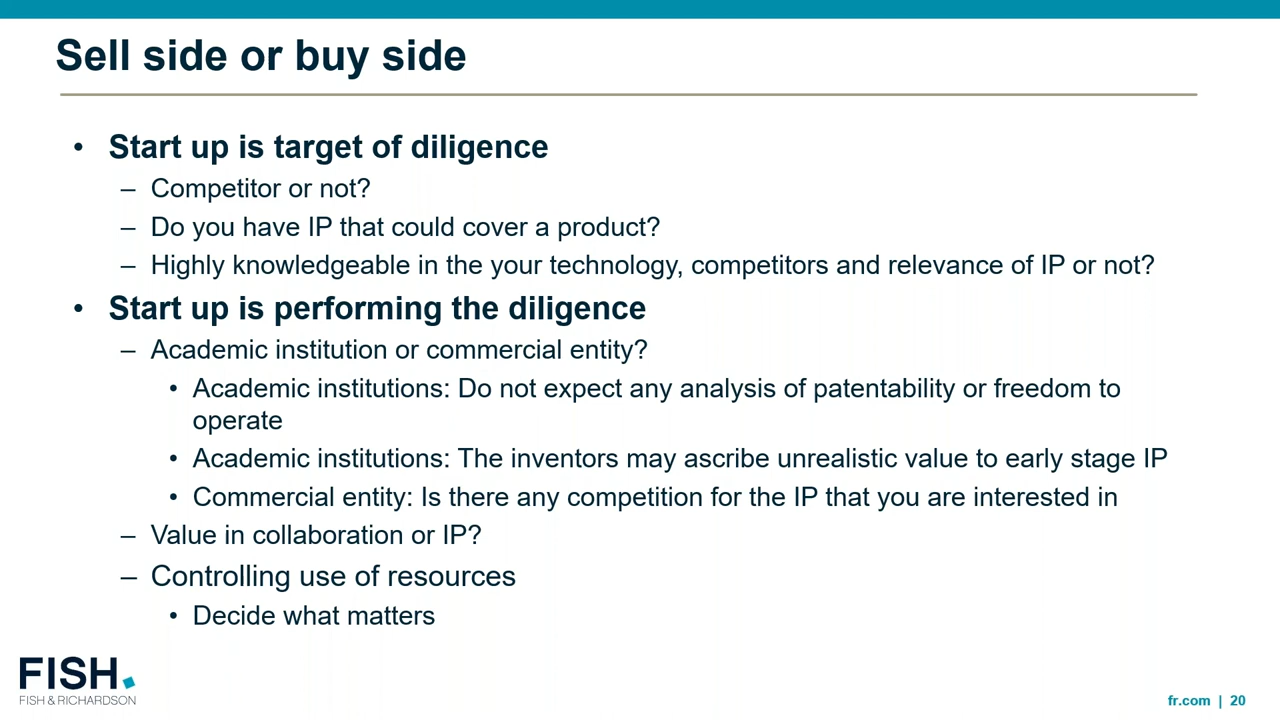 Sell side or buy side
• Start up is target of diligence
– Competitor or not?
– Do you have IP that could cover a product?
– Highly knowledgeable in the your technology, competitors and relevance of IP or not?
• Start up is performing the diligence
– Academic institution or commercial entity?
• Academic institutions: Do not expect any analysis of patentability or freedom to
operate
• Academic institutions: The inventors may ascribe unrealistic value to early stage IP
• Commercial entity: Is there any competition for the IP that you are interested in
– Value in collaboration or IP?
– Controlling use of resources
• Decide what matters
FISH
FISH & RICHARDSON
fr.com | 20